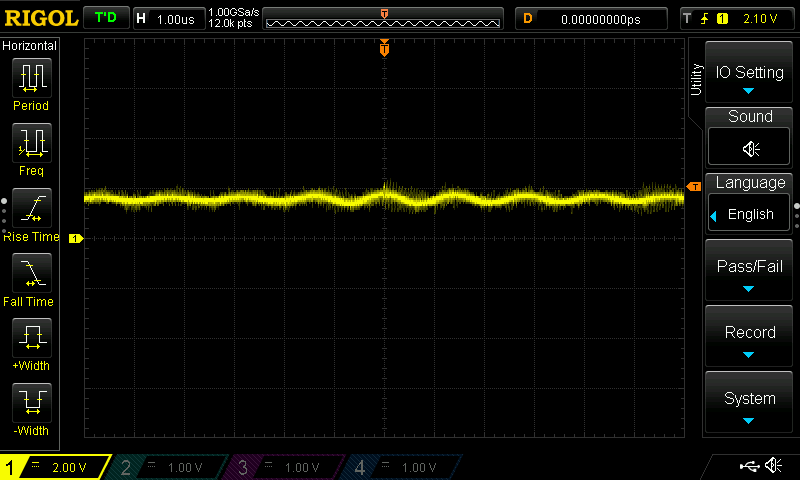 RIGOL T'D H 1.00us 1.00GSa/s D 0.00000000ps T 1 2.10 V
12.0k pts
T
Horizontal
Period
Freq
Rise Time
Fall Time
+Width
-Width
T
1
Utility
IO Setting
Sound
Language
English
Pass/Fail
Record
System
1 2.00 V 2 1.00 V 3 1.00 V 4 1.00 V